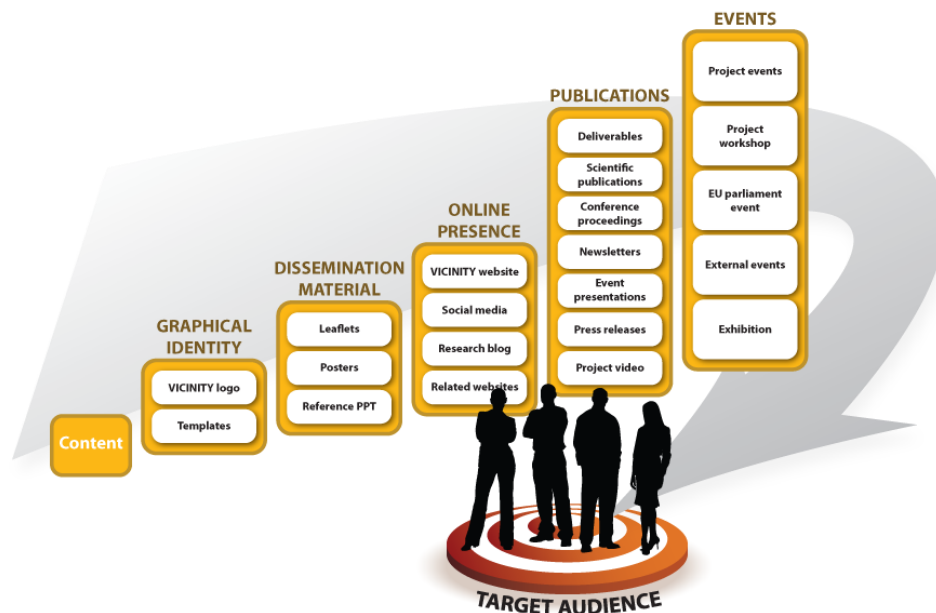 Content
GRAPHICAL
IDENTITY
VICINITY logo
Templates
DISSEMINATION
MATERIAL
Leaflets
Posters
Reference PPT
ONLINE
PRESENCE
VICINITY website
Social media
Research blog
Related websites
PUBLICATIONS
Deliverables
Scientific
publications
Conference
proceedings
Newsletters
Event
presentations
Press releases
Project video
EVENTS
Project events
Project
workshop
EU parliament
event
External events
Exhibition
TARGET AUDIENCE